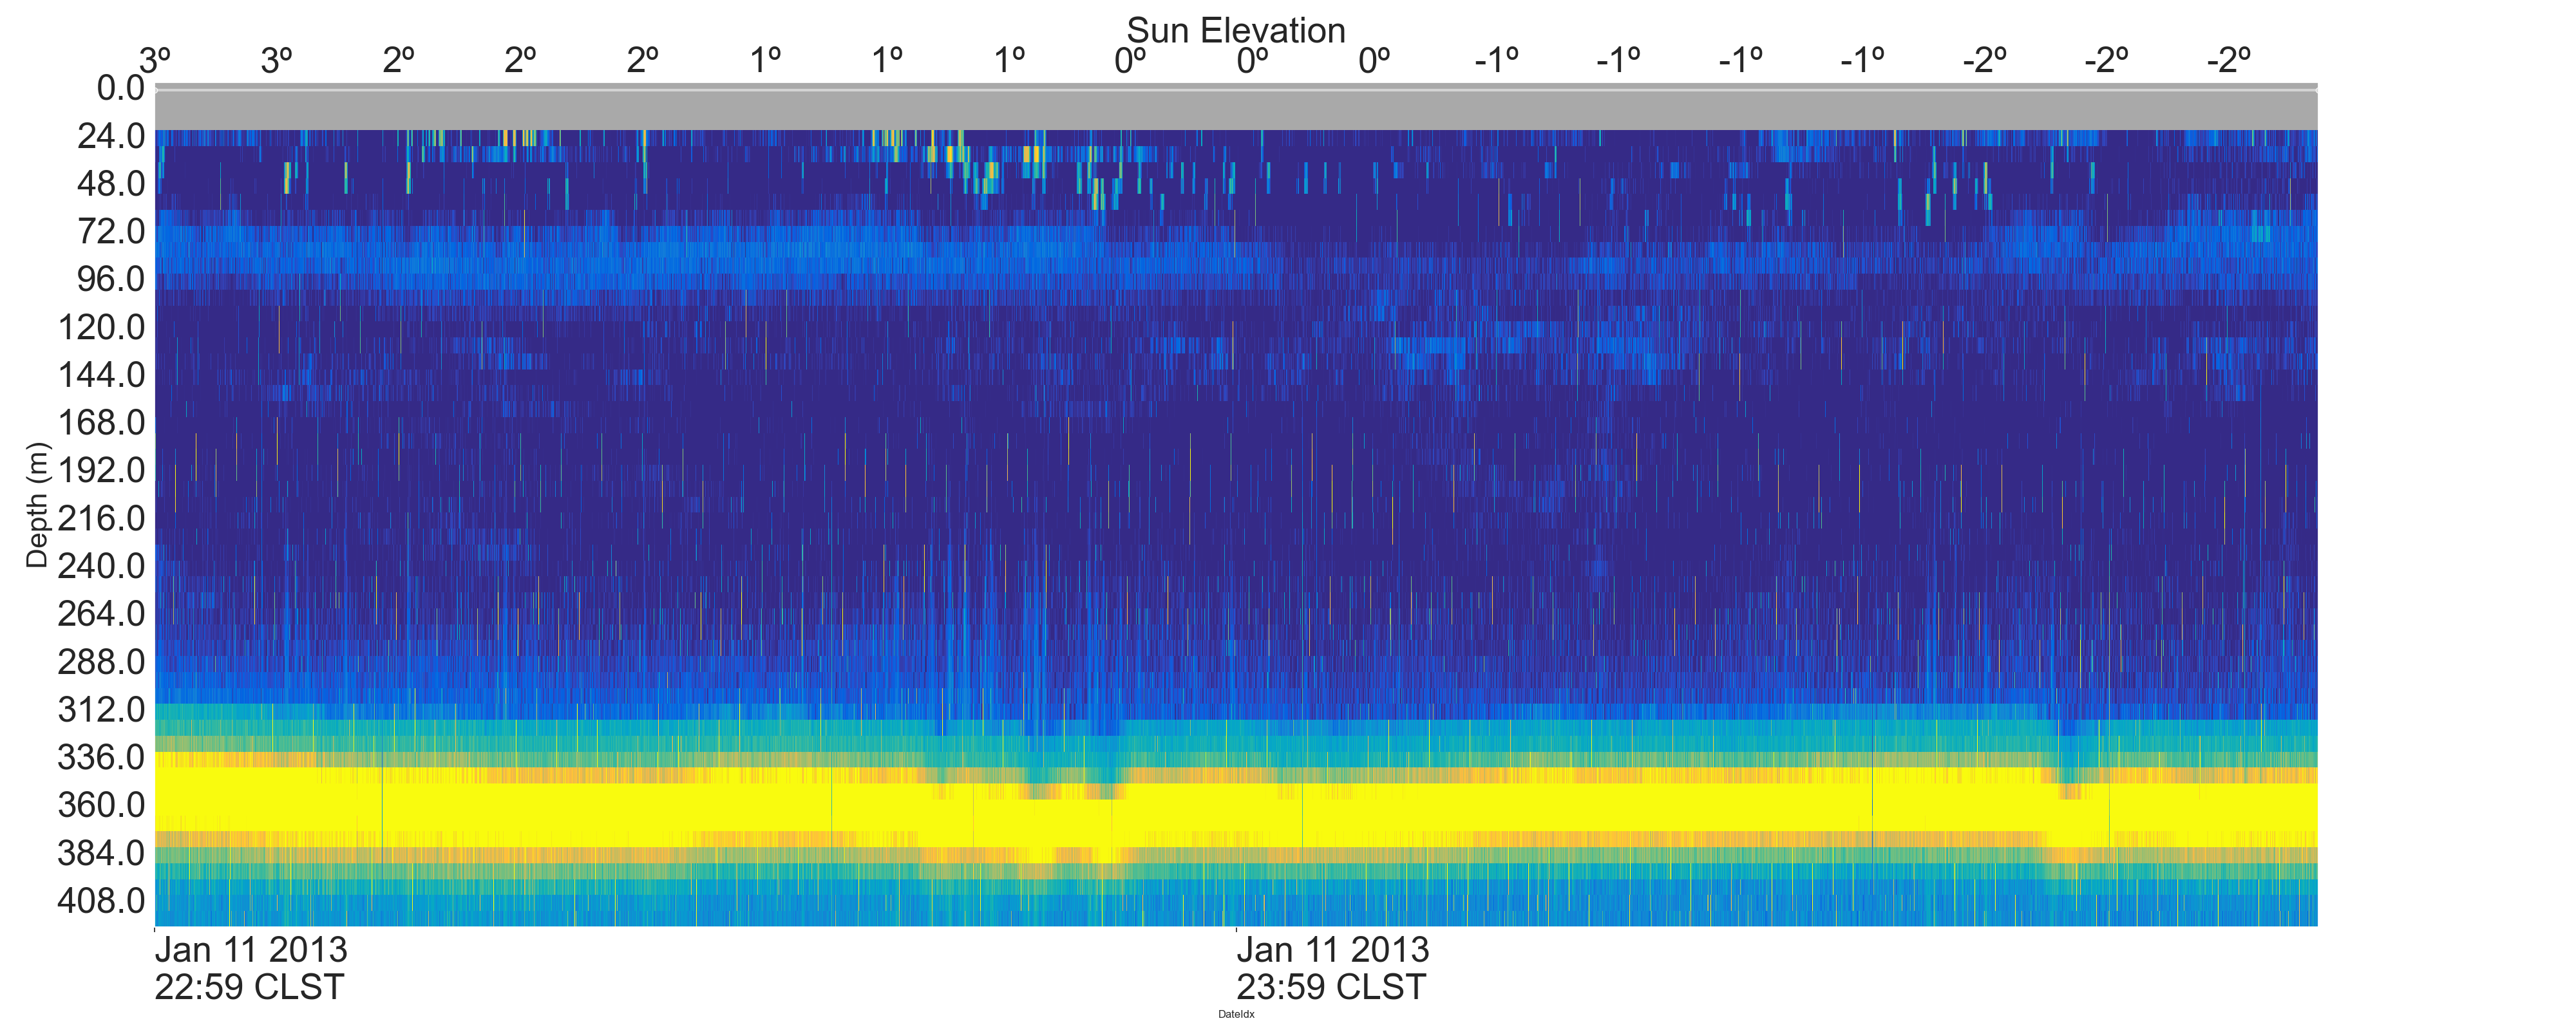 Sun Elevation
3º 3º 2º 2º 2º 1º 1º 1º 0º 0º 0º -1º -1º -1º -1º -2º -2º -2º
0.0
24.0
48.0
72.0
96.0
120.0
144.0
168.0
192.0
216.0
240.0
264.0
288.0
312.0
336.0
360.0
384.0
408.0
Depth (m)
Jan 11 2013
22:59 CLST
Jan 11 2013
23:59 CLST
DateIdx